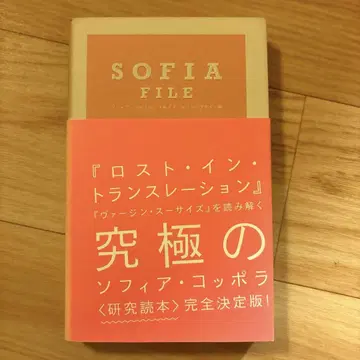 SOFIA
FILE
『ロスト・イン・
トランスレーション』
『ヴァージン・スーサイズ』を読み解く
究極の
ソフィア・コッポラ
〈研究読本〉完全決定版!